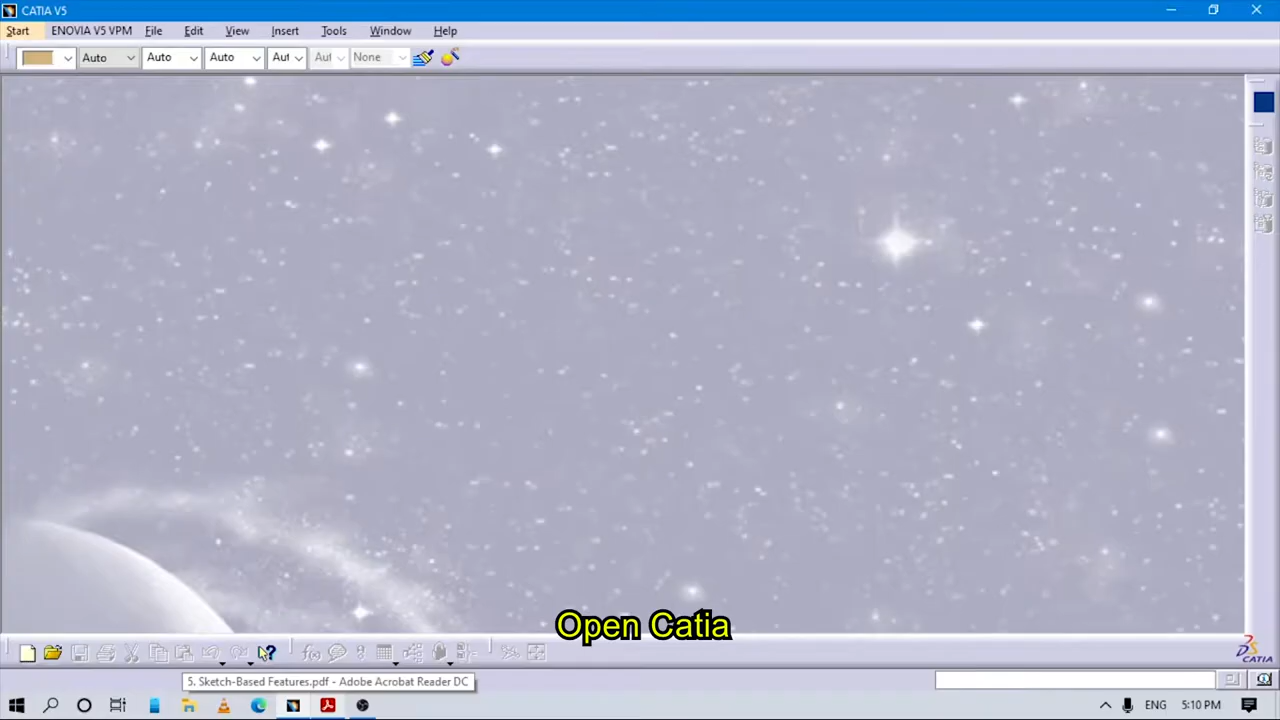 CATIA V5
Start ENOVIA V5 VPM File Edit View Insert Tools Window Help
Auto Auto Auto Aut Aut None
Open Catia
CATIA
5. Sketch-Based Features.pdf - Adobe Acrobat Reader DC
ENG 5:10 PM